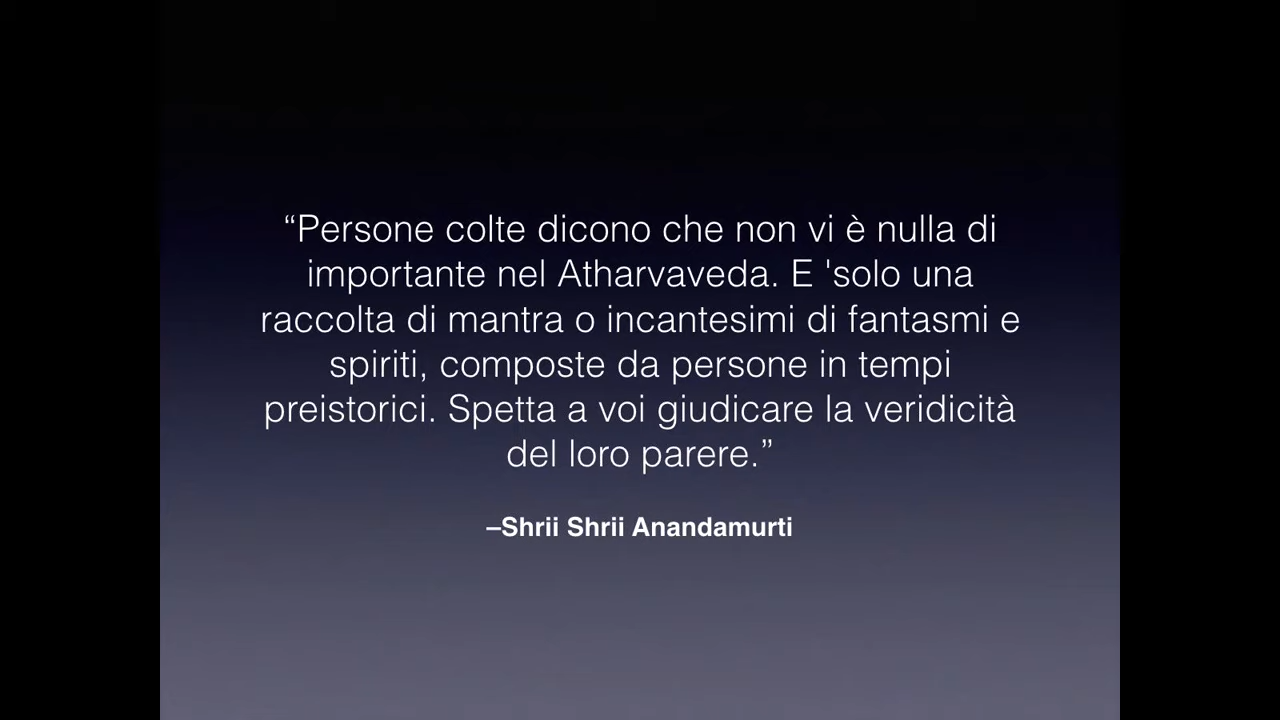 “Persone colte dicono che non vi è nulla di
importante nel Atharvaveda. E 'solo una
raccolta di mantra o incantesimi di fantasmi e
spiriti, composte da persone in tempi
preistorici. Spetta a voi giudicare la veridicità
del loro parere.”
–Shrii Shrii Anandamurti